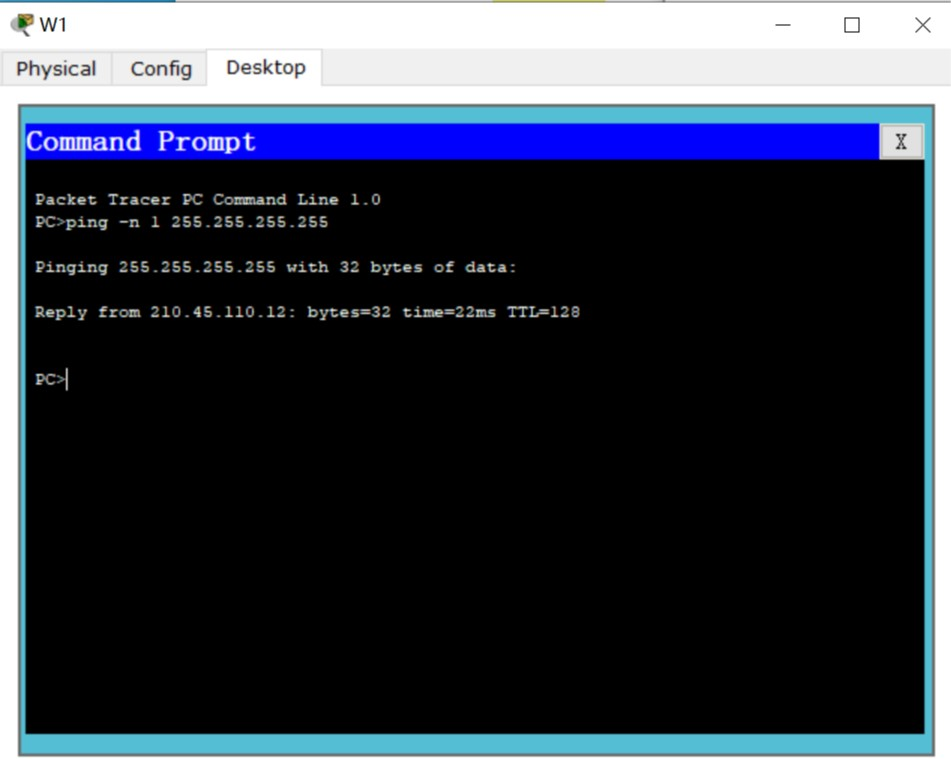 W1
Physical Config Desktop
Command Prompt
X
Packet Tracer PC Command Line 1.0
PC>ping -n 1 255.255.255.255
Pinging 255.255.255.255 with 32 bytes of data:
Reply from 210.45.110.12: bytes=32 time=22ms TTL=128
PC>